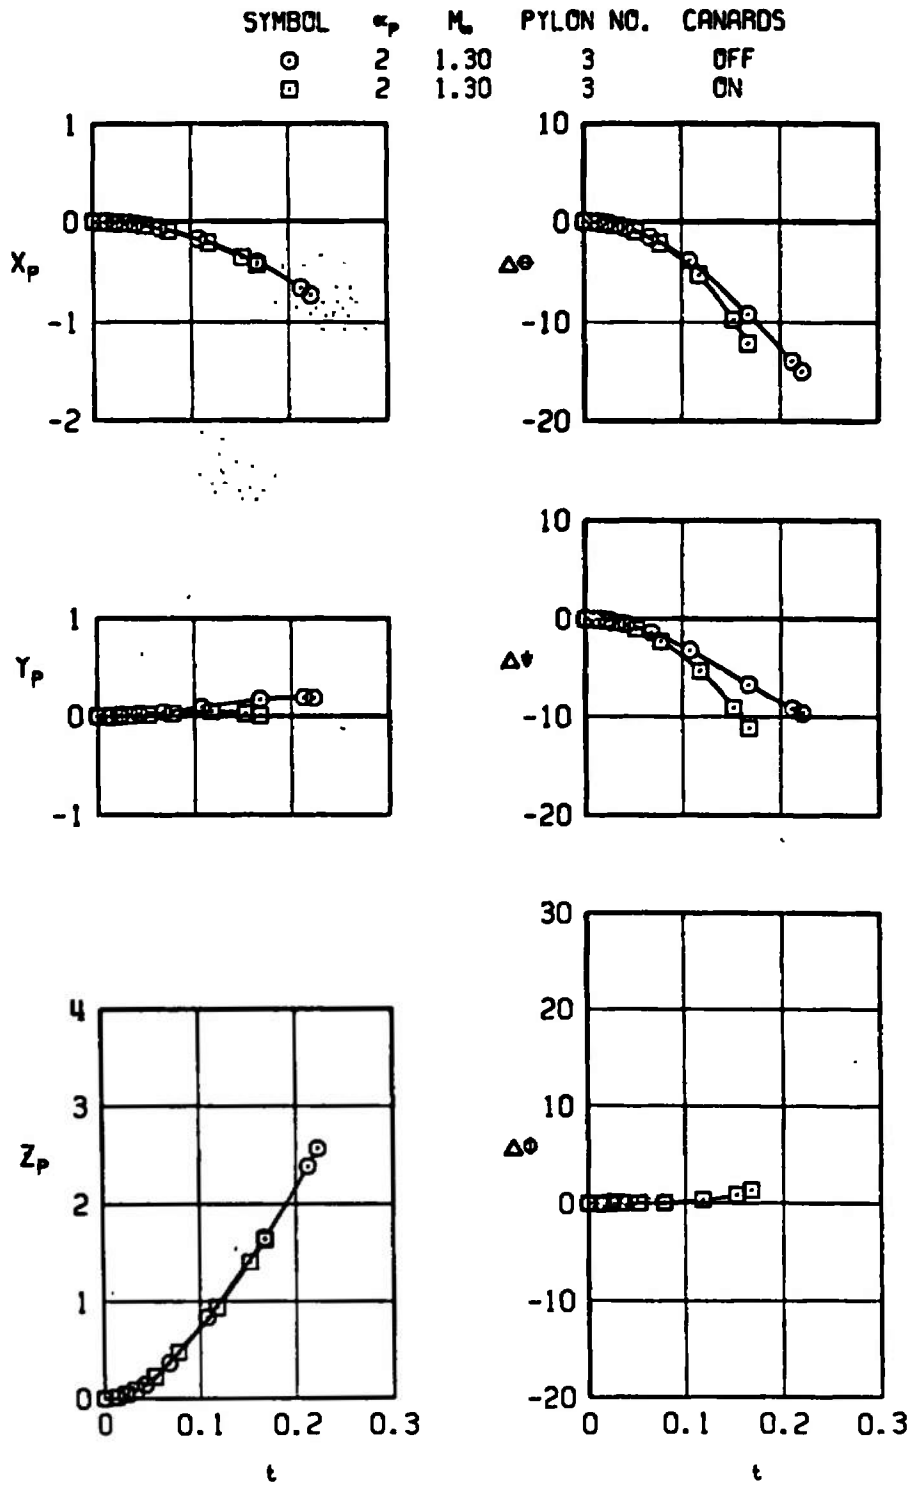 SYMBOL αₚ M∞ PYLON NO. CANARDS
⊙ 2 1.30 3 OFF
⊡ 2 1.30 3 ON
1
0
Xₚ
-1
-2
10
0
ΔΘ
-10
-20
1
Yₚ
0
-1
10
0
Δψ
-10
-20
4
3
Zₚ
2
1
0
0 0.1 0.2 0.3
t
30
20
10
ΔΦ
0
-10
-20
0 0.1 0.2 0.3
t